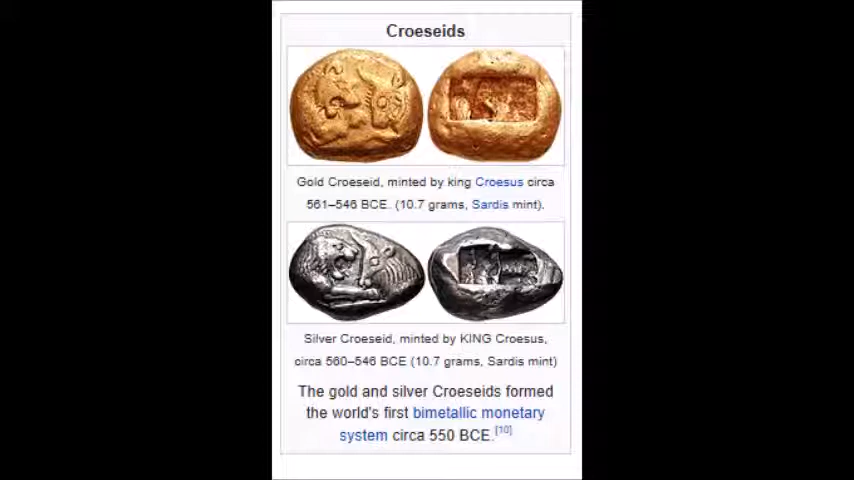 Croeseids
Gold Croeseid, minted by king Croesus circa
561–546 BCE. (10.7 grams, Sardis mint).
Silver Croeseid, minted by KING Croesus,
circa 560–546 BCE (10.7 grams, Sardis mint)
The gold and silver Croeseids formed
the world's first bimetallic monetary
system circa 550 BCE.[10]